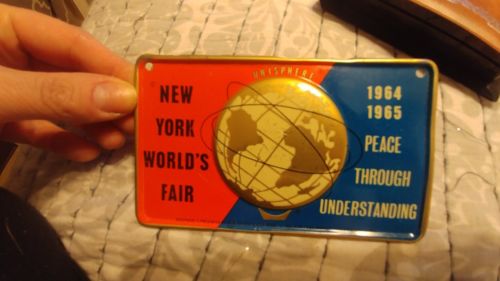 UNISPHERE
NEW
YORK
WORLD'S
FAIR
1964
1965
PEACE
THROUGH
UNDERSTANDING